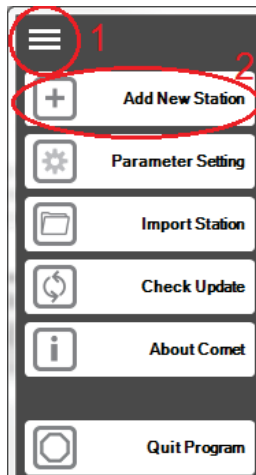 1
2
Add New Station
Parameter Setting
Import Station
Check Update
About Comet
Quit Program